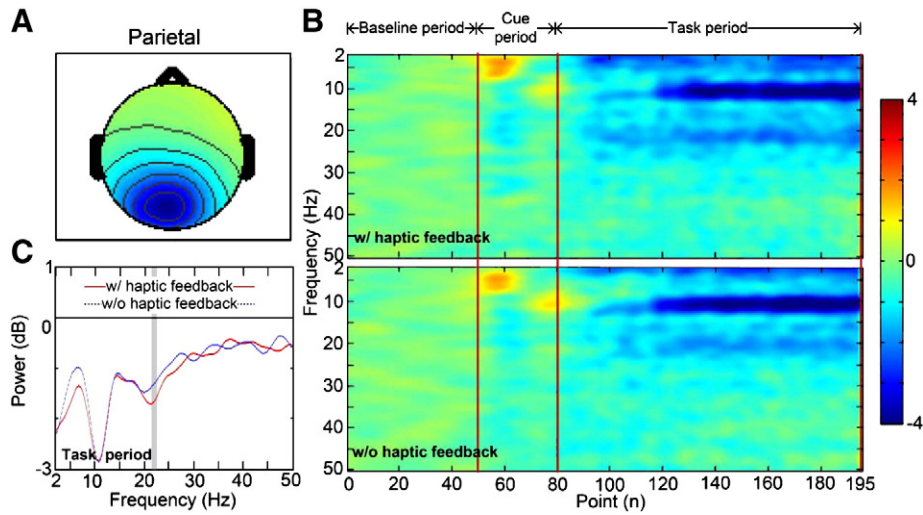 A
Parietal
B
Baseline period
Cue period
Task period
2
10
20
30
40
50
w/ haptic feedback
4
2
0
-2
-4
Frequency (Hz)
2
10
20
30
40
50
w/o haptic feedback
0
20
40
60
80
100
120
140
160
180
195
Point (n)
C
1
0
-3
Power (dB)
w/ haptic feedback
w/o haptic feedback
Task period
2
10
20
30
40
50
Frequency (Hz)